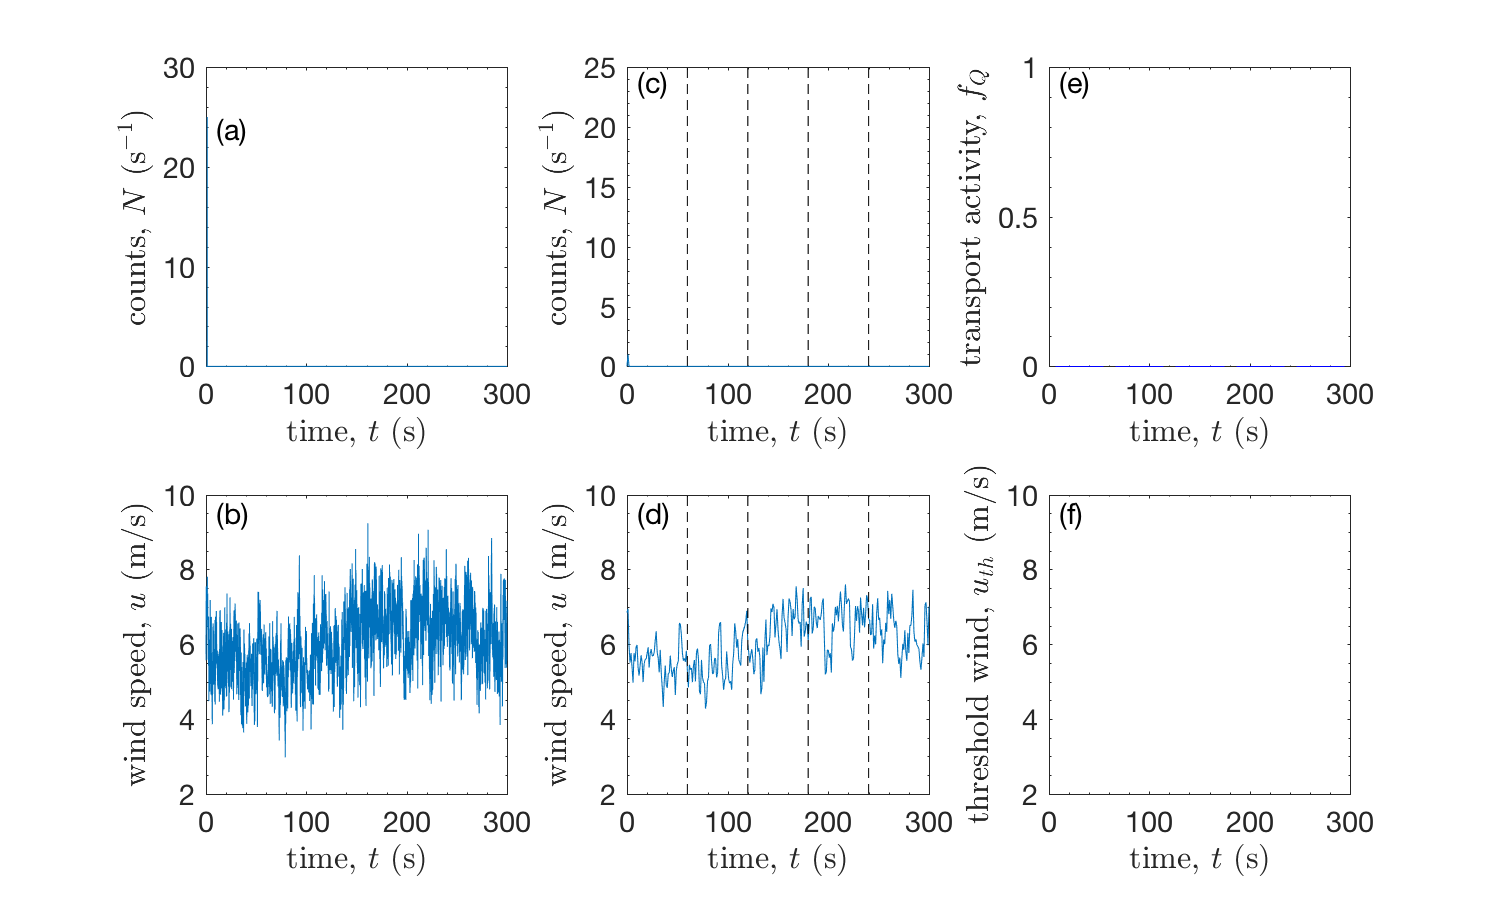 30
20
10
0
counts, N (s⁻¹)
(a)
0 100 200 300
time, t (s)
25
20
15
10
5
0
counts, N (s⁻¹)
(c)
0 100 200 300
time, t (s)
1
0.5
0
transport activity, f_Q
(e)
0 100 200 300
time, t (s)
10
8
6
4
2
wind speed, u (m/s)
(b)
0 100 200 300
time, t (s)
10
8
6
4
2
wind speed, u (m/s)
(d)
0 100 200 300
time, t (s)
10
8
6
4
2
threshold wind, u_th (m/s)
(f)
0 100 200 300
time, t (s)